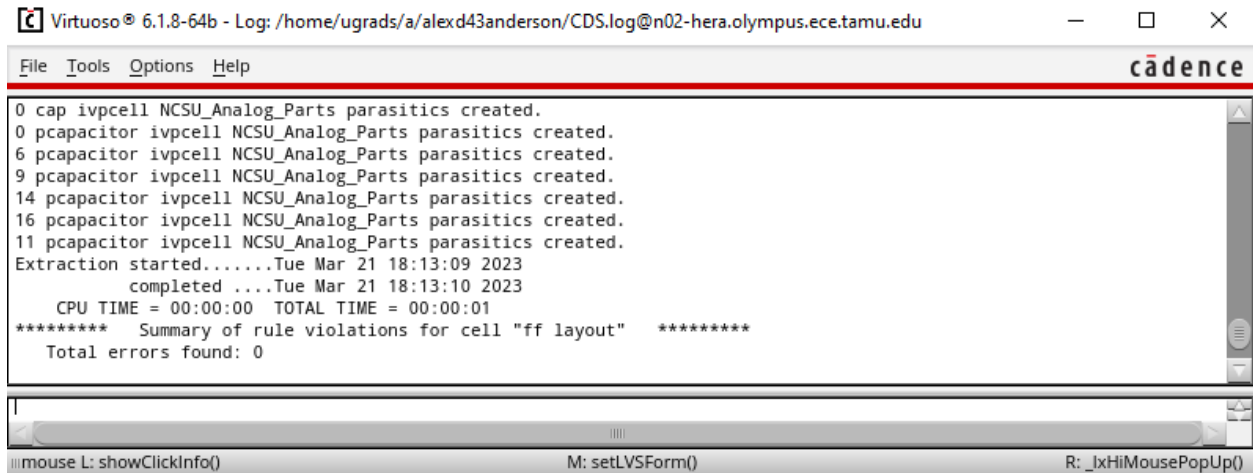 Virtuoso® 6.1.8-64b - Log: /home/ugrads/a/alexd43anderson/CDS.log@n02-hera.olympus.ece.tamu.edu
File Tools Options Help cādence
0 cap ivpcell NCSU_Analog_Parts parasitics created.
0 pcapacitor ivpcell NCSU_Analog_Parts parasitics created.
6 pcapacitor ivpcell NCSU_Analog_Parts parasitics created.
9 pcapacitor ivpcell NCSU_Analog_Parts parasitics created.
14 pcapacitor ivpcell NCSU_Analog_Parts parasitics created.
16 pcapacitor ivpcell NCSU_Analog_Parts parasitics created.
11 pcapacitor ivpcell NCSU_Analog_Parts parasitics created.
Extraction started.......Tue Mar 21 18:13:09 2023
completed ....Tue Mar 21 18:13:10 2023
CPU TIME = 00:00:00 TOTAL TIME = 00:00:01
********* Summary of rule violations for cell "ff layout" *********
Total errors found: 0
mouse L: showClickInfo() M: setLVSForm() R: _lxHiMousePopUp()